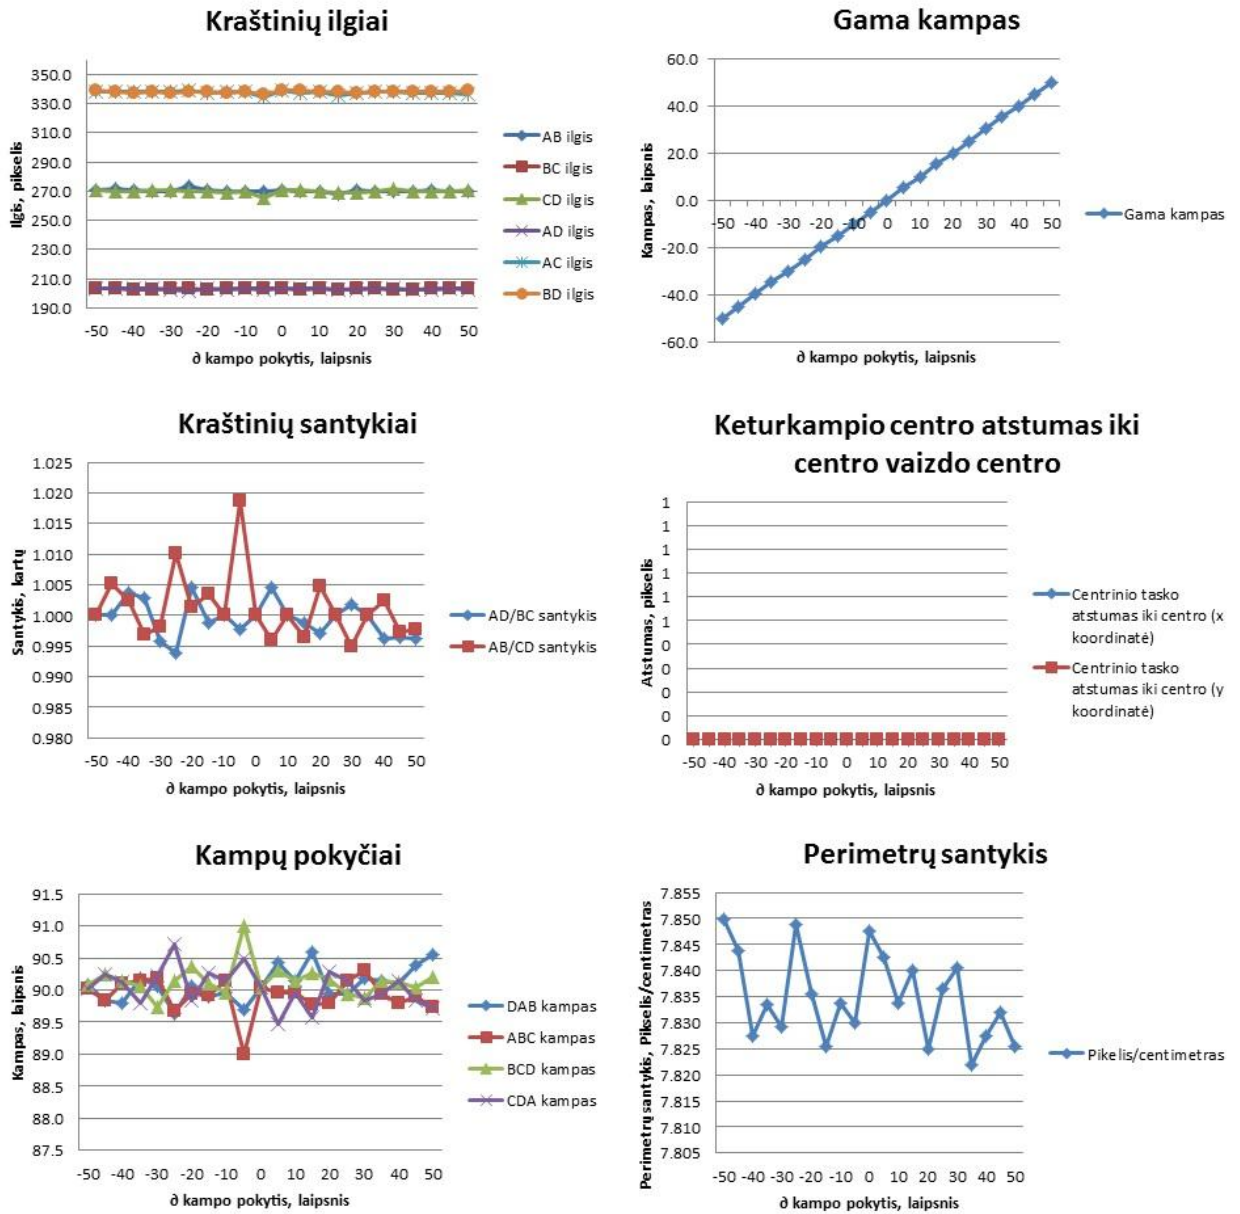 Kraštinių ilgiai
350.0
330.0
310.0
290.0
270.0
250.0
230.0
210.0
190.0
Ilgis, pikselis
-50 -40 -30 -20 -10 0 10 20 30 40 50
∂ kampo pokytis, laipsnis
AB ilgis
BC ilgis
CD ilgis
AD ilgis
AC ilgis
BD ilgis
Gama kampas
60.0
40.0
20.0
0.0
-20.0
-40.0
-60.0
Kampas, laipsnis
-50 -40 -30 -20 -10 0 10 20 30 40 50
∂ kampo pokytis, laipsnis
Gama kampas
Kraštinių santykiai
1.025
1.020
1.015
1.010
1.005
1.000
0.995
0.990
0.985
0.980
Santykis, kartų
-50 -40 -30 -20 -10 0 10 20 30 40 50
∂ kampo pokytis, laipsnis
AD/BC santykis
AB/CD santykis
Keturkampio centro atstumas iki
centro vaizdo centro
1
1
1
1
1
1
0
0
0
0
0
Atstumas, pikselis
-50 -40 -30 -20 -10 0 10 20 30 40 50
∂ kampo pokytis, laipsnis
Centrinio tasko
atstumas iki centro (x
koordinatė)
Centrinio tasko
atstumas iki centro (y
koordinatė)
Kampų pokyčiai
91.5
91.0
90.5
90.0
89.5
89.0
88.5
88.0
87.5
Kampas, laipsnis
-50 -40 -30 -20 -10 0 10 20 30 40 50
∂ kampo pokytis, laipsnis
DAB kampas
ABC kampas
BCD kampas
CDA kampas
Perimetrų santykis
7.855
7.850
7.845
7.840
7.835
7.830
7.825
7.820
7.815
7.810
7.805
Perimetrų santykis, Pikselis/centimetras
-50 -40 -30 -20 -10 0 10 20 30 40 50
∂ kampo pokytis, laipsnis
Pikelis/centimetras